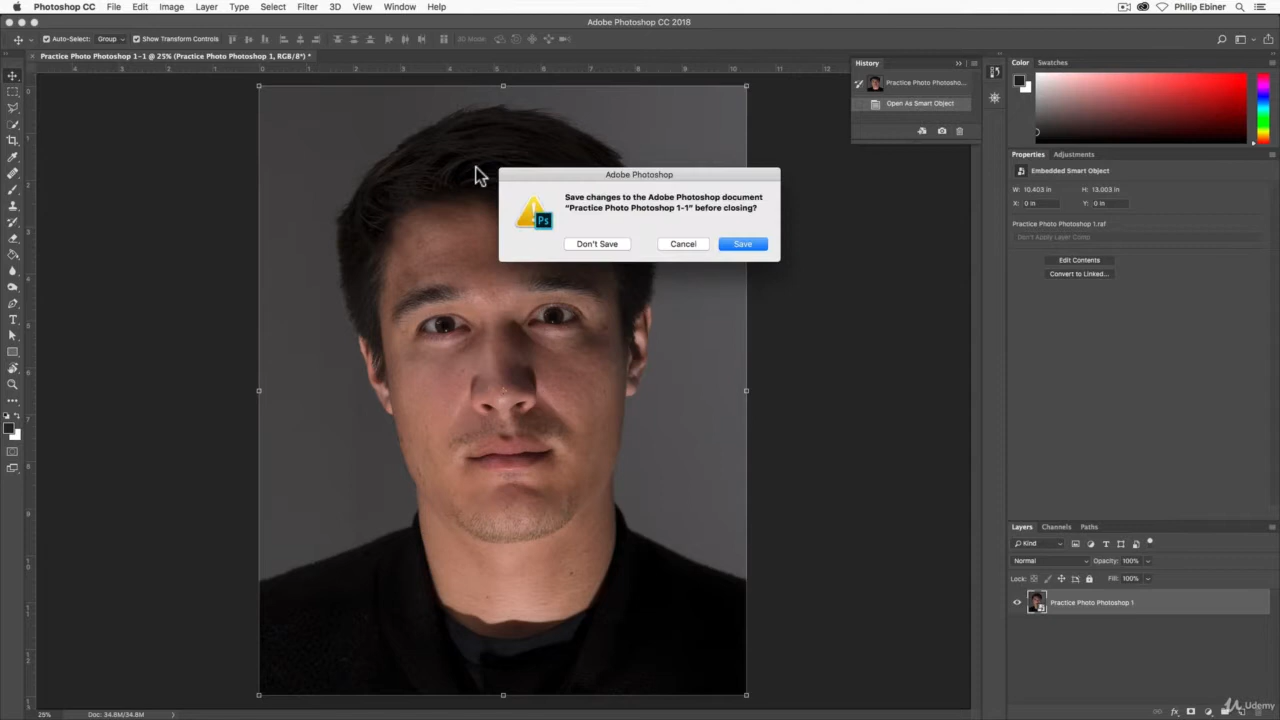 Photoshop CC File Edit Image Layer Type Select Filter 3D View Window Help Philip Ebiner
Adobe Photoshop CC 2018
Auto-Select: Group Show Transform Controls 3D Mode:
Practice Photo Photoshop 1-1 @ 25% (Practice Photo Photoshop 1, RGB/8*) *
History
Practice Photo Photosho...
Open As Smart Object
Color Swatches
Properties Adjustments
Embedded Smart Object
W: 10.403 in H: 13.003 in
X: 0 in Y: 0 in
Practice Photo Photoshop 1.raf
Don't Apply Layer Comp
Edit Contents
Convert to Linked...
Adobe Photoshop
Save changes to the Adobe Photoshop document
“Practice Photo Photoshop 1-1” before closing?
Ps
Don't Save Cancel Save
Layers Channels Paths
Kind
Normal Opacity: 100%
Lock: Fill: 100%
Practice Photo Photoshop 1
25% Doc: 34.8M/34.8M
Udemy